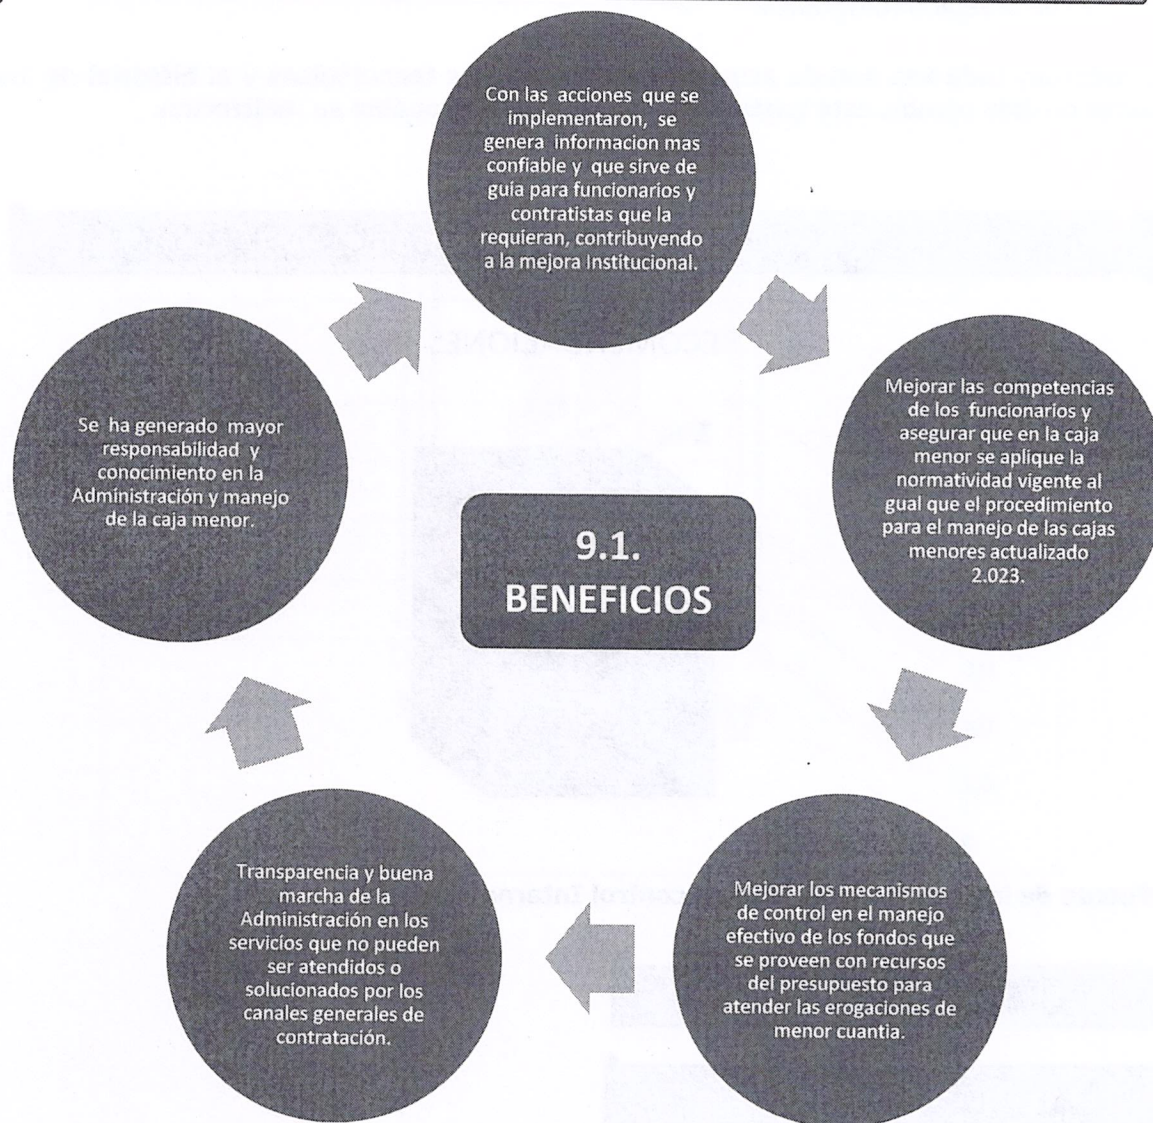 Con las acciones que se
implementaron, se
genera informacion mas
confiable y que sirve de
guia para funcionarios y
contratistas que la
requieran, contribuyendo
a la mejora Institucional.
Mejorar las competencias
de los funcionarios y
asegurar que en la caja
menor se aplique la
normatividad vigente al
gual que el procedimiento
para el manejo de las cajas
menores actualizado
2.023.
Mejorar los mecanismos
de control en el manejo
efectivo de los fondos que
se proveen con recursos
del presupuesto para
atender las erogaciones de
menor cuantia.
Transparencia y buena
marcha de la
Administración en los
servicios que no pueden
ser atendidos o
solucionados por los
canales generales de
contratación.
Se ha generado mayor
responsabilidad y
conocimiento en la
Administración y manejo
de la caja menor.
9.1.
BENEFICIOS